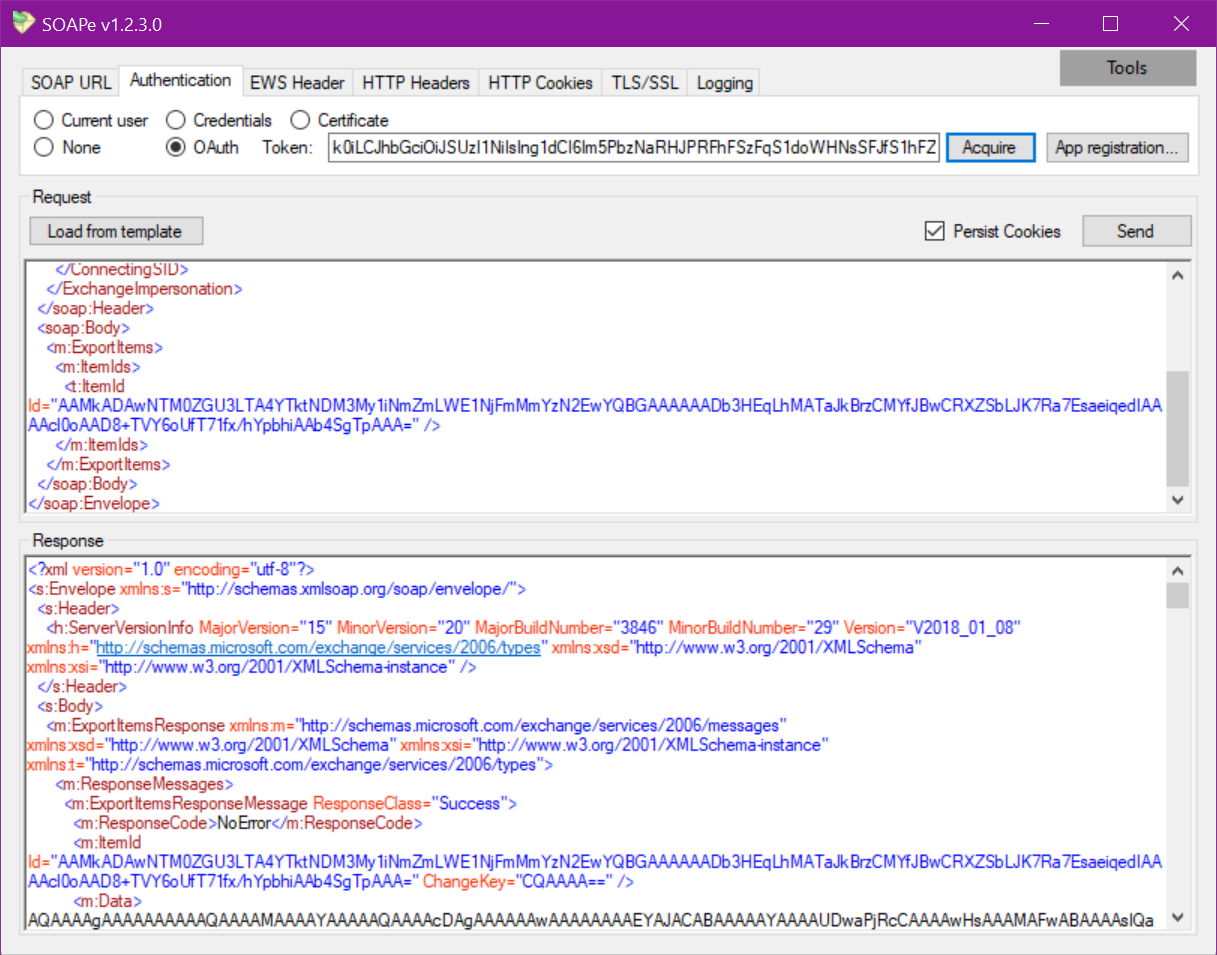 SOAPe v1.2.3.0
Tools
SOAP URL Authentication EWS Header HTTP Headers HTTP Cookies TLS/SSL Logging
Current user Credentials Certificate
None OAuth Token: k0iLCJhbGciOiJSUzI1NiIsIng1dCI6Im5PbzNaRHJPRFhFSzFqS1doWHNsSFJfS1hFZ Acquire App registration...
Request
Load from template Persist Cookies Send
</ConnectingSID>
</ExchangeImpersonation>
</soap:Header>
<soap:Body>
<m:ExportItems>
<m:ItemIds>
<t:ItemId
Id="AAMkADAwNTM0ZGU3LTA4YTktNDM3My1iNmZmLWE1NjFmMmYzN2EwYQBGAAAAAADb3HEqLhMATaJkBrzCMYfJBwCRXZSbLJK7Ra7EsaeiqedIAA
AAcI0oAAD8+TVY6oUfT71fx/hYpbhiAAb4SgTpAAA=" />
</m:ItemIds>
</m:ExportItems>
</soap:Body>
</soap:Envelope>
Response
<?xml version="1.0" encoding="utf-8"?>
<s:Envelope xmlns:s="http://schemas.xmlsoap.org/soap/envelope/">
<s:Header>
<h:ServerVersionInfo MajorVersion="15" MinorVersion="20" MajorBuildNumber="3846" MinorBuildNumber="29" Version="V2018_01_08"
xmlns:h="http://schemas.microsoft.com/exchange/services/2006/types" xmlns:xsd="http://www.w3.org/2001/XMLSchema"
xmlns:xsi="http://www.w3.org/2001/XMLSchema-instance" />
</s:Header>
<s:Body>
<m:ExportItemsResponse xmlns:m="http://schemas.microsoft.com/exchange/services/2006/messages"
xmlns:xsd="http://www.w3.org/2001/XMLSchema" xmlns:xsi="http://www.w3.org/2001/XMLSchema-instance"
xmlns:t="http://schemas.microsoft.com/exchange/services/2006/types">
<m:ResponseMessages>
<m:ExportItemsResponseMessage ResponseClass="Success">
<m:ResponseCode>NoError</m:ResponseCode>
<m:ItemId
Id="AAMkADAwNTM0ZGU3LTA4YTktNDM3My1iNmZmLWE1NjFmMmYzN2EwYQBGAAAAAADb3HEqLhMATaJkBrzCMYfJBwCRXZSbLJK7Ra7EsaeiqedIAA
AAcI0oAAD8+TVY6oUfT71fx/hYpbhiAAb4SgTpAAA=" ChangeKey="CQAAAA==" />
<m:Data>
AQAAAAgAAAAAAAAAAQAAAAMAAAAYAAAAAQAAAAcDAgAAAAAAwAAAAAAAAEYAJACABAAAAAYAAAAUDwaPjRcCAAAAwHsAAAMAFwABAAAAsIQa